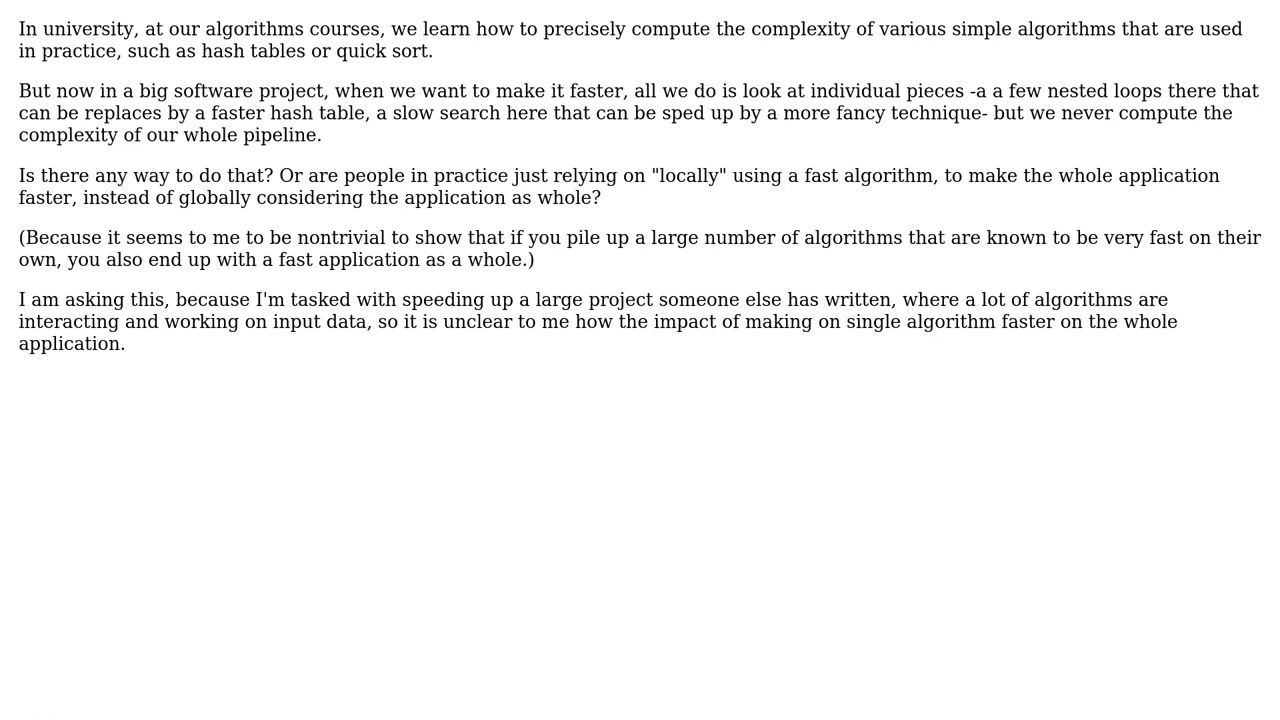 In university, at our algorithms courses, we learn how to precisely compute the complexity of various simple algorithms that are used
in practice, such as hash tables or quick sort.
But now in a big software project, when we want to make it faster, all we do is look at individual pieces -a a few nested loops there that
can be replaces by a faster hash table, a slow search here that can be sped up by a more fancy technique- but we never compute the
complexity of our whole pipeline.
Is there any way to do that? Or are people in practice just relying on "locally" using a fast algorithm, to make the whole application
faster, instead of globally considering the application as whole?
(Because it seems to me to be nontrivial to show that if you pile up a large number of algorithms that are known to be very fast on their
own, you also end up with a fast application as a whole.)
I am asking this, because I'm tasked with speeding up a large project someone else has written, where a lot of algorithms are
interacting and working on input data, so it is unclear to me how the impact of making on single algorithm faster on the whole
application.